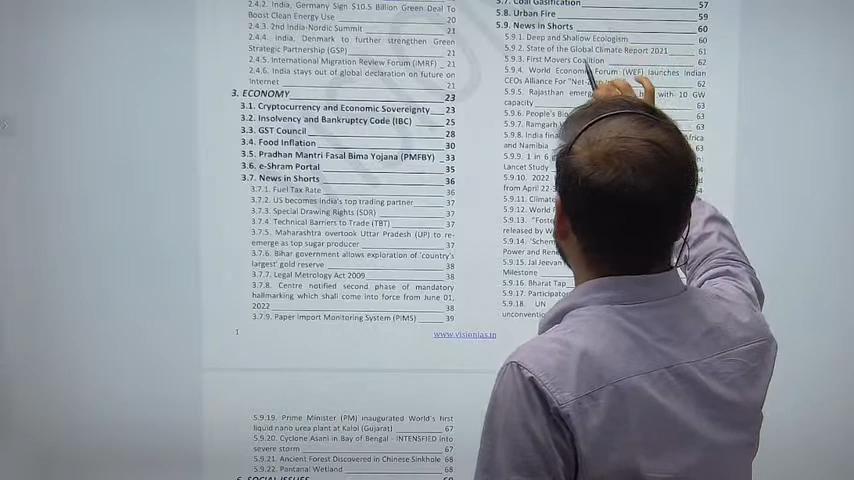 2.4.2. India, Germany Sign $10.5 Billion Green Deal To
Boost Clean Energy Use 20
2.4.3. 2nd India-Nordic Summit 21
2.4.4. India, Denmark to further strengthen Green
Strategic Partnership (GSP) 21
2.4.5. International Migration Review Forum (IMRF) 21
2.4.6. India stays out of global declaration on future on
Internet 21
3. ECONOMY 23
3.1. Cryptocurrency and Economic Sovereignty 23
3.2. Insolvency and Bankruptcy Code (IBC) 25
3.3. GST Council 28
3.4. Food Inflation 30
3.5. Pradhan Mantri Fasal Bima Yojana (PMFBY) 33
3.6. e-Shram Portal 35
3.7. News in Shorts 36
3.7.1. Fuel Tax Rate 36
3.7.2. US becomes India's top trading partner 37
3.7.3. Special Drawing Rights (SDR) 37
3.7.4. Technical Barriers to Trade (TBT) 37
3.7.5. Maharashtra overtook Uttar Pradesh (UP) to re-
emerge as top sugar producer 37
3.7.6. Bihar government allows exploration of 'country's
largest' gold reserve 38
3.7.7. Legal Metrology Act 2009 38
3.7.8. Centre notified second phase of mandatory
hallmarking which shall come into force from June 01,
2022 38
3.7.9. Paper Import Monitoring System (PIMS) 39
5.7. Coal Gasification 57
5.8. Urban Fire 59
5.9. News in Shorts 60
5.9.1. Deep and Shallow Ecologism 60
5.9.2. State of the Global Climate Report 2021 61
5.9.3. First Movers Coalition 62
5.9.4. World Economic Forum (WEF) launches Indian
CEOs Alliance For "Net- 62
5.9.5. Rajasthan with 10 GW
capacity 63
5.9.6. People's 63
5.9.7. Ramgarh 63
5.9.8. India
and Namibia 63
5.9.9. 1 in 6
Lancet Study
5.9.10. 2022
from April 22-
5.9.11. Climate
5.9.12. World
5.9.13. "Foster
released by
5.9.14. 'Scheme
Power and RE
5.9.15. Jal Jeevan
Milestone
5.9.16. Bharat Tap
5.9.17. Participatory
5.9.18. UN
unconvention
1 www.visionias.in
5.9.19. Prime Minister (PM) inaugurated World's first
liquid nano urea plant at Kalol (Gujarat) 67
5.9.20. Cyclone Asani in Bay of Bengal - INTENSFIED into
severe storm 67
5.9.21. Ancient Forest Discovered in Chinese Sinkhole 68
5.9.22. Pantanal Wetland 68
6. SOCIAL ISSUES